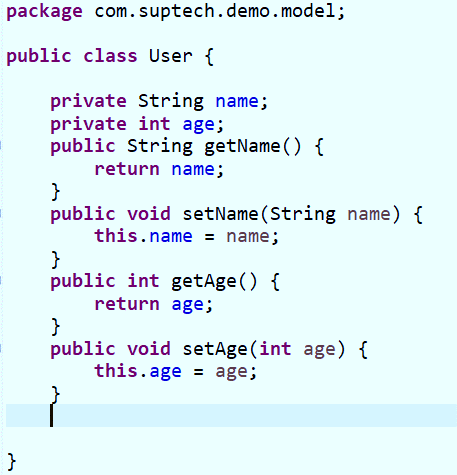 package com.suptech.demo.model;
public class User {
private String name;
private int age;
public String getName() {
return name;
}
public void setName(String name) {
this.name = name;
}
public int getAge() {
return age;
}
public void setAge(int age) {
this.age = age;
}
}